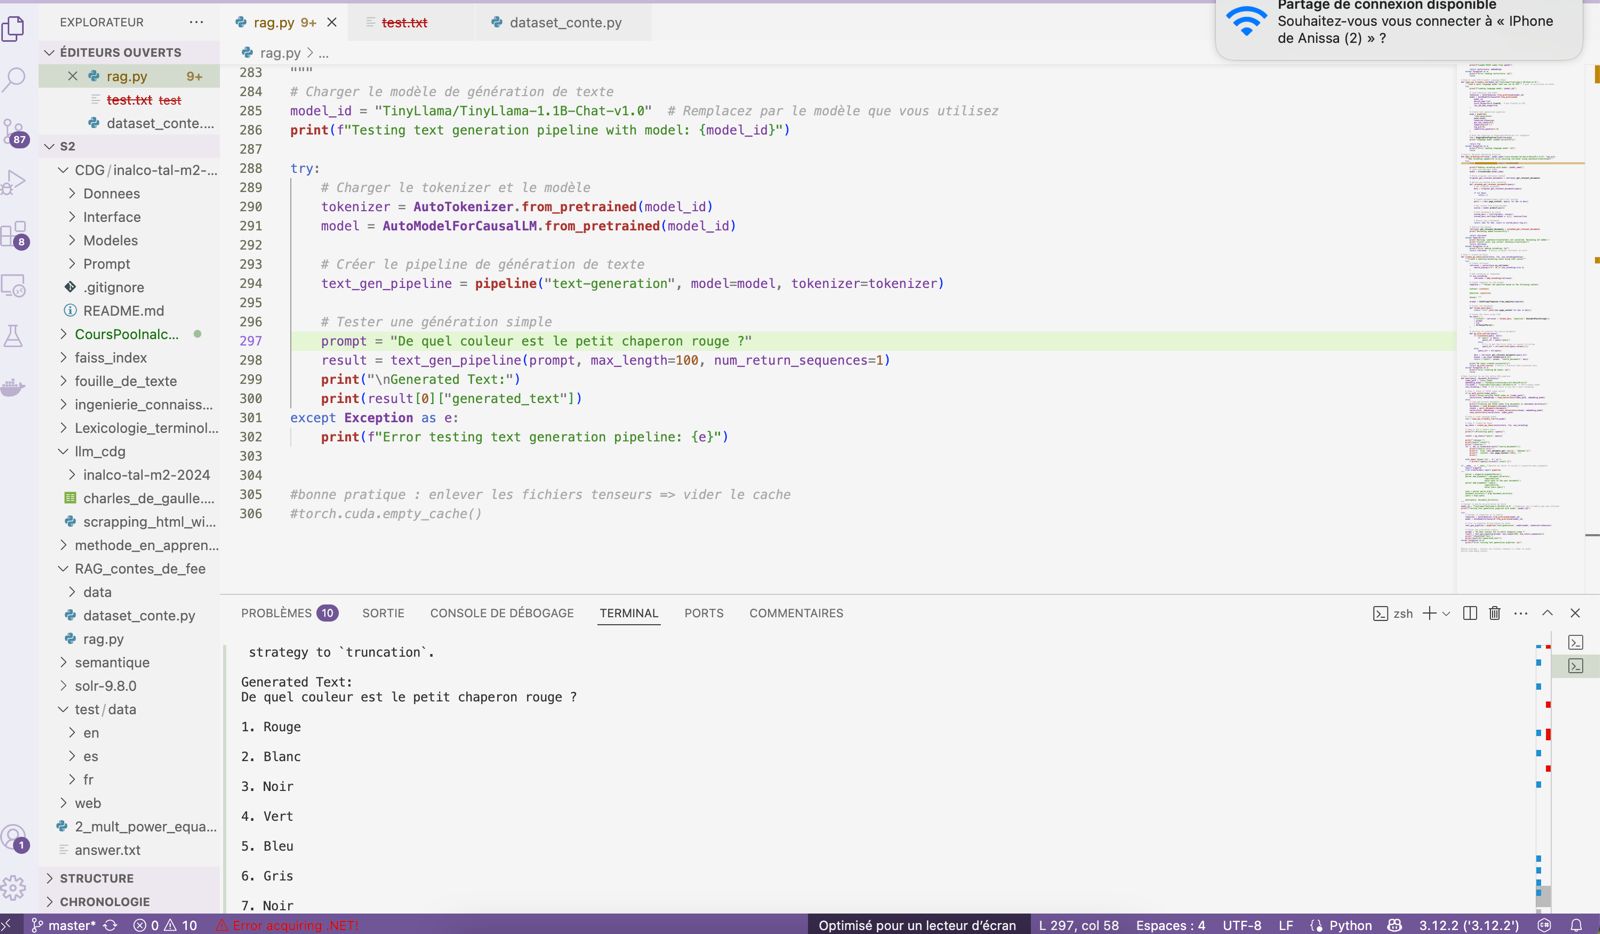 EXPLORATEUR
ÉDITEURS OUVERTS
rag.py 9+
test.txt test
dataset_conte....
S2
CDG/inalco-tal-m2-...
Donnees
Interface
Modeles
Prompt
.gitignore
README.md
CoursPoolnalc...
faiss_index
fouille_de_texte
ingenierie_connaiss...
Lexicologie_terminol...
llm_cdg
inalco-tal-m2-2024
charles_de_gaulle....
scrapping_html_wi...
methode_en_appren...
RAG_contes_de_fee
data
dataset_conte.py
rag.py
semantique
solr-9.8.0
test/data
en
es
fr
web
2_mult_power_equa...
answer.txt
STRUCTURE
CHRONOLOGIE
87
8
1
rag.py 9+
test.txt
dataset_conte.py
rag.py > ...
Partage de connexion disponible
Souhaitez-vous vous connecter à « IPhone
de Anissa (2) » ?
283 """
284 # Charger le modèle de génération de texte
285 model_id = "TinyLlama/TinyLlama-1.1B-Chat-v1.0"  # Remplacez par le modèle que vous utilisez
286 print(f"Testing text generation pipeline with model: {model_id}")
287
288 try:
289     # Charger le tokenizer et le modèle
290     tokenizer = AutoTokenizer.from_pretrained(model_id)
291     model = AutoModelForCausalLM.from_pretrained(model_id)
292
293     # Créer le pipeline de génération de texte
294     text_gen_pipeline = pipeline("text-generation", model=model, tokenizer=tokenizer)
295
296     # Tester une génération simple
297     prompt = "De quel couleur est le petit chaperon rouge ?"
298     result = text_gen_pipeline(prompt, max_length=100, num_return_sequences=1)
299     print("\nGenerated Text:")
300     print(result[0]["generated_text"])
301 except Exception as e:
302     print(f"Error testing text generation pipeline: {e}")
303
304
305 #bonne pratique : enlever les fichiers tenseurs => vider le cache
306 #torch.cuda.empty_cache()
PROBLÈMES 10 SORTIE CONSOLE DE DÉBOGAGE TERMINAL PORTS COMMENTAIRES
zsh
strategy to `truncation`.
Generated Text:
De quel couleur est le petit chaperon rouge ?
1. Rouge
2. Blanc
3. Noir
4. Vert
5. Bleu
6. Gris
7. Noir
master* 0 10 Error acquiring .NET! Optimisé pour un lecteur d'écran L 297, col 58 Espaces : 4 UTF-8 LF Python 3.12.2 ('3.12.2')